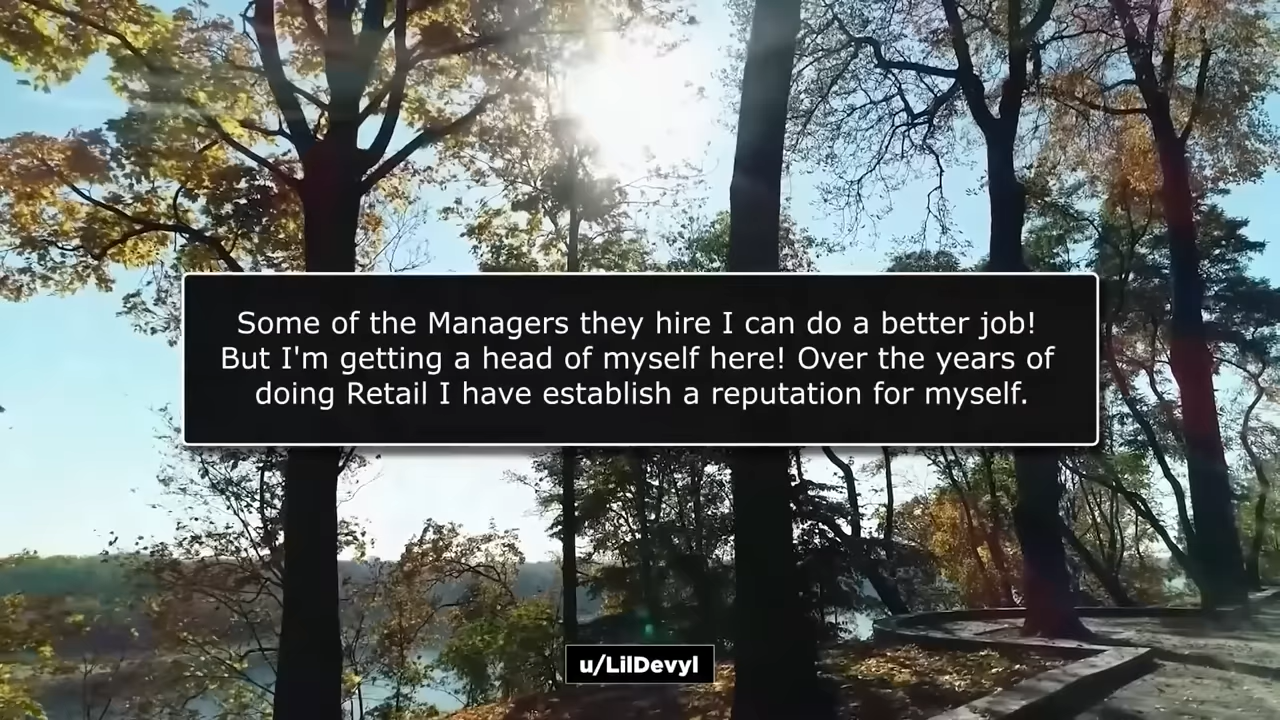 Some of the Managers they hire I can do a better job!
But I'm getting a head of myself here! Over the years of
doing Retail I have establish a reputation for myself.
u/LilDevyl